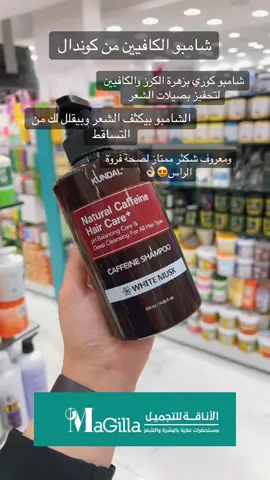 شامبو الكافيين من كوندال
شامبو كوري بزهرة الكرز والكافيين
لتحفيز بصيلات الشعر
الشامبو بيكثف الشعر وبيقلل لك من
التساقط
ومعروف شكثر ممتاز لصحة فروة
الراس😍👌🏻
KUNDAL®
Natural Caffeine
Hair Care+
pH Balancing Care &
Deep Cleansing For All Hair Types
CAFFEINE SHAMPOO
WHITE MUSK
MaGilla
الأناقة للتجميل
مستحضرات عناية بالبشرة والشعر